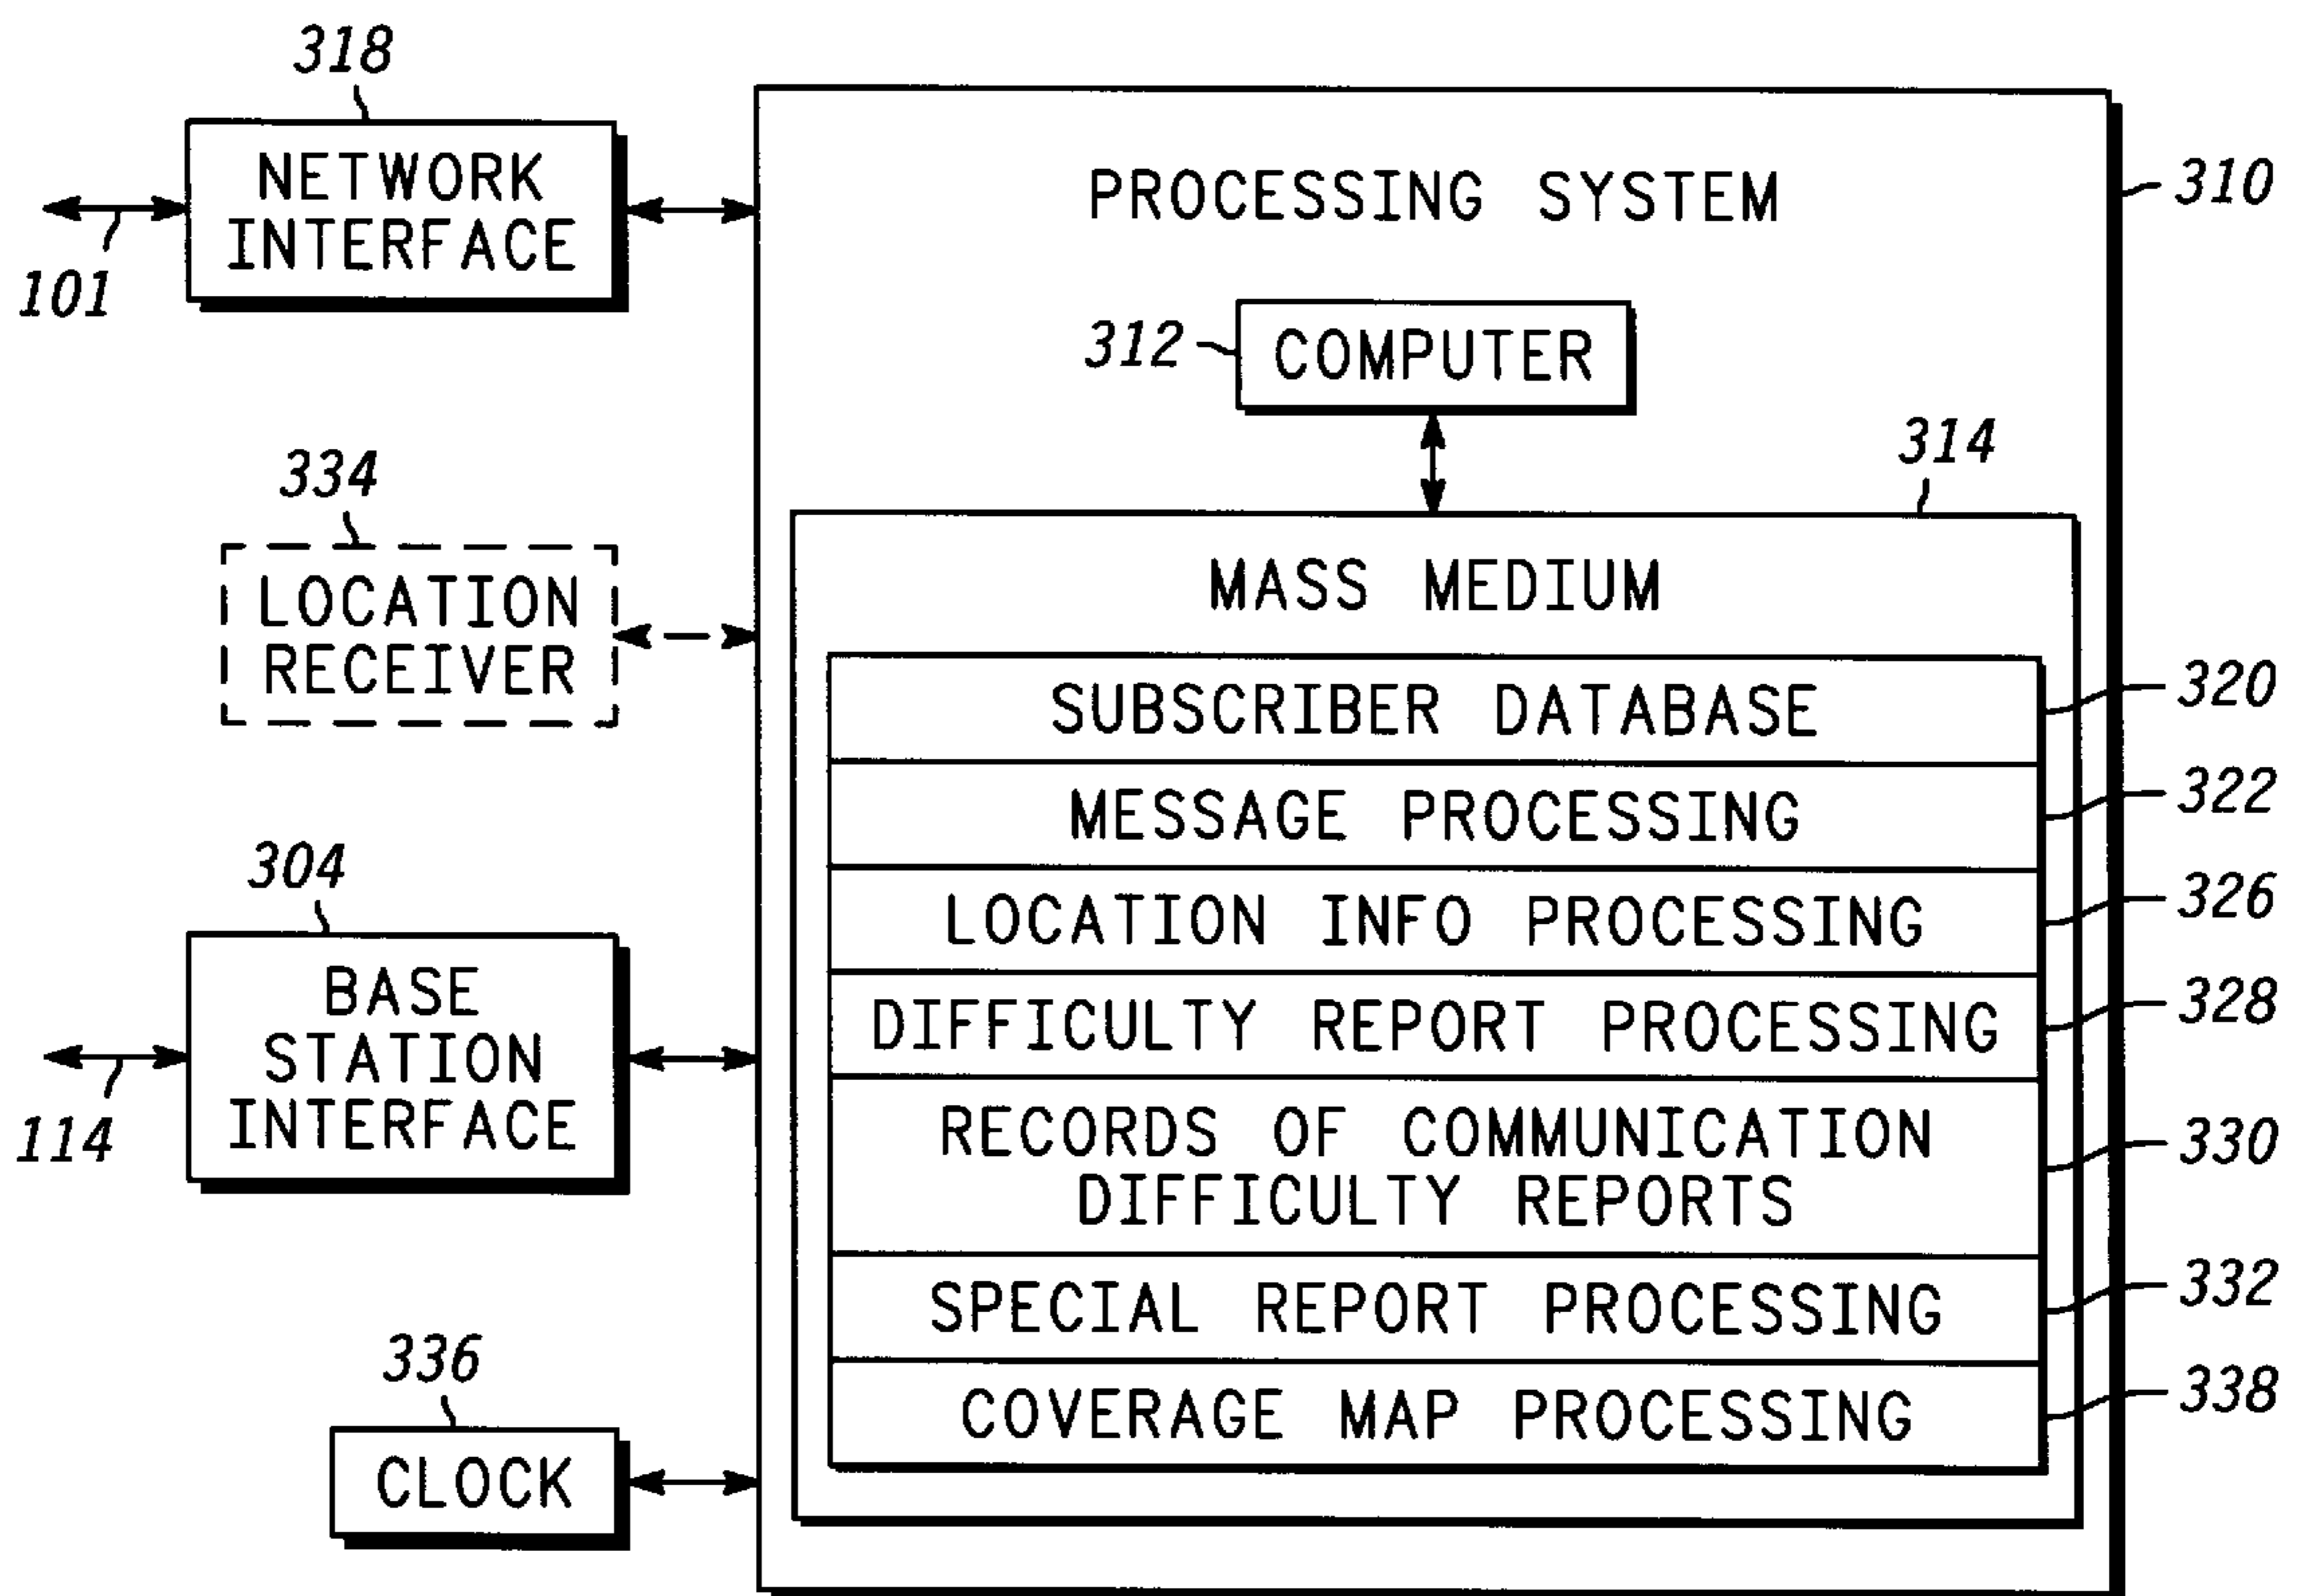 318
NETWORK
INTERFACE
101
PROCESSING SYSTEM
310
312
COMPUTER
314
334
LOCATION
RECEIVER
MASS MEDIUM
SUBSCRIBER DATABASE
320
MESSAGE PROCESSING
322
LOCATION INFO PROCESSING
326
DIFFICULTY REPORT PROCESSING
328
RECORDS OF COMMUNICATION
DIFFICULTY REPORTS
330
SPECIAL REPORT PROCESSING
332
COVERAGE MAP PROCESSING
338
304
BASE
STATION
INTERFACE
114
336
CLOCK